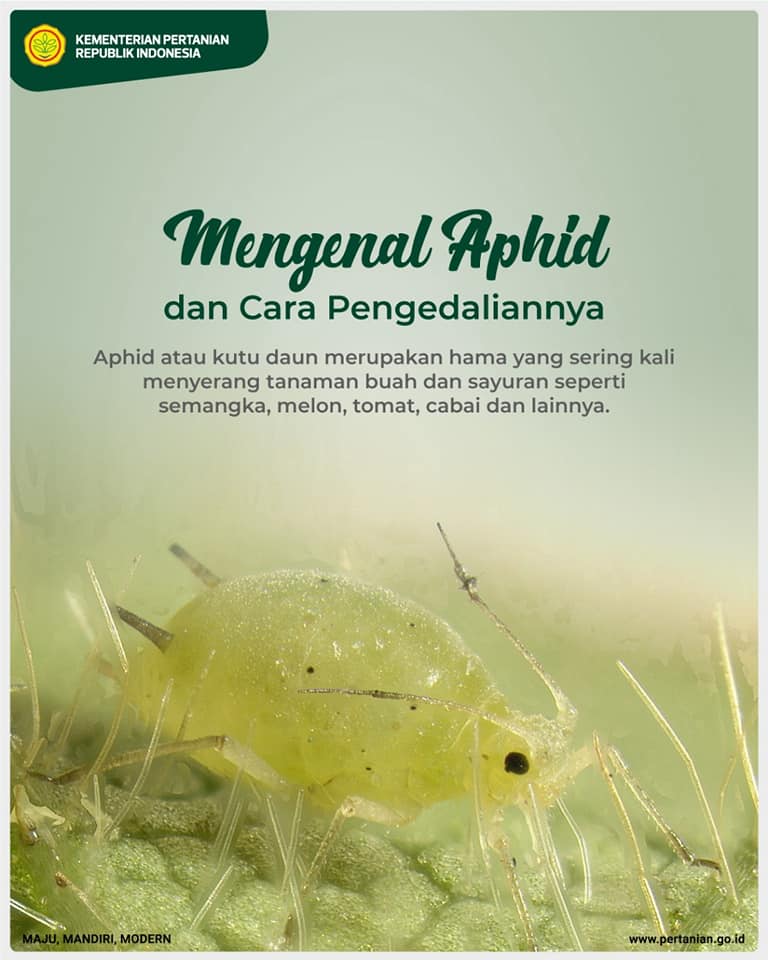 KEMENTERIAN PERTANIAN
REPUBLIK INDONESIA
Mengenal Aphid
dan Cara Pengedaliannya
Aphid atau kutu daun merupakan hama yang sering kali
menyerang tanaman buah dan sayuran seperti
semangka, melon, tomat, cabai dan lainnya.
MAJU, MANDIRI, MODERN
www.pertanian.go.id